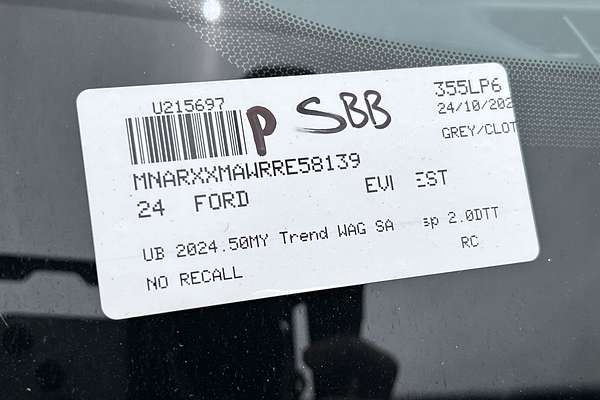 U215697 P SBB 355LP6
24/10/202
GREY/CLOT
MNARXXMAWRRE58139
24 FORD EST
UB 2024.50MY Trend WAG SA sp 2.0DTT
NO RECALL RC